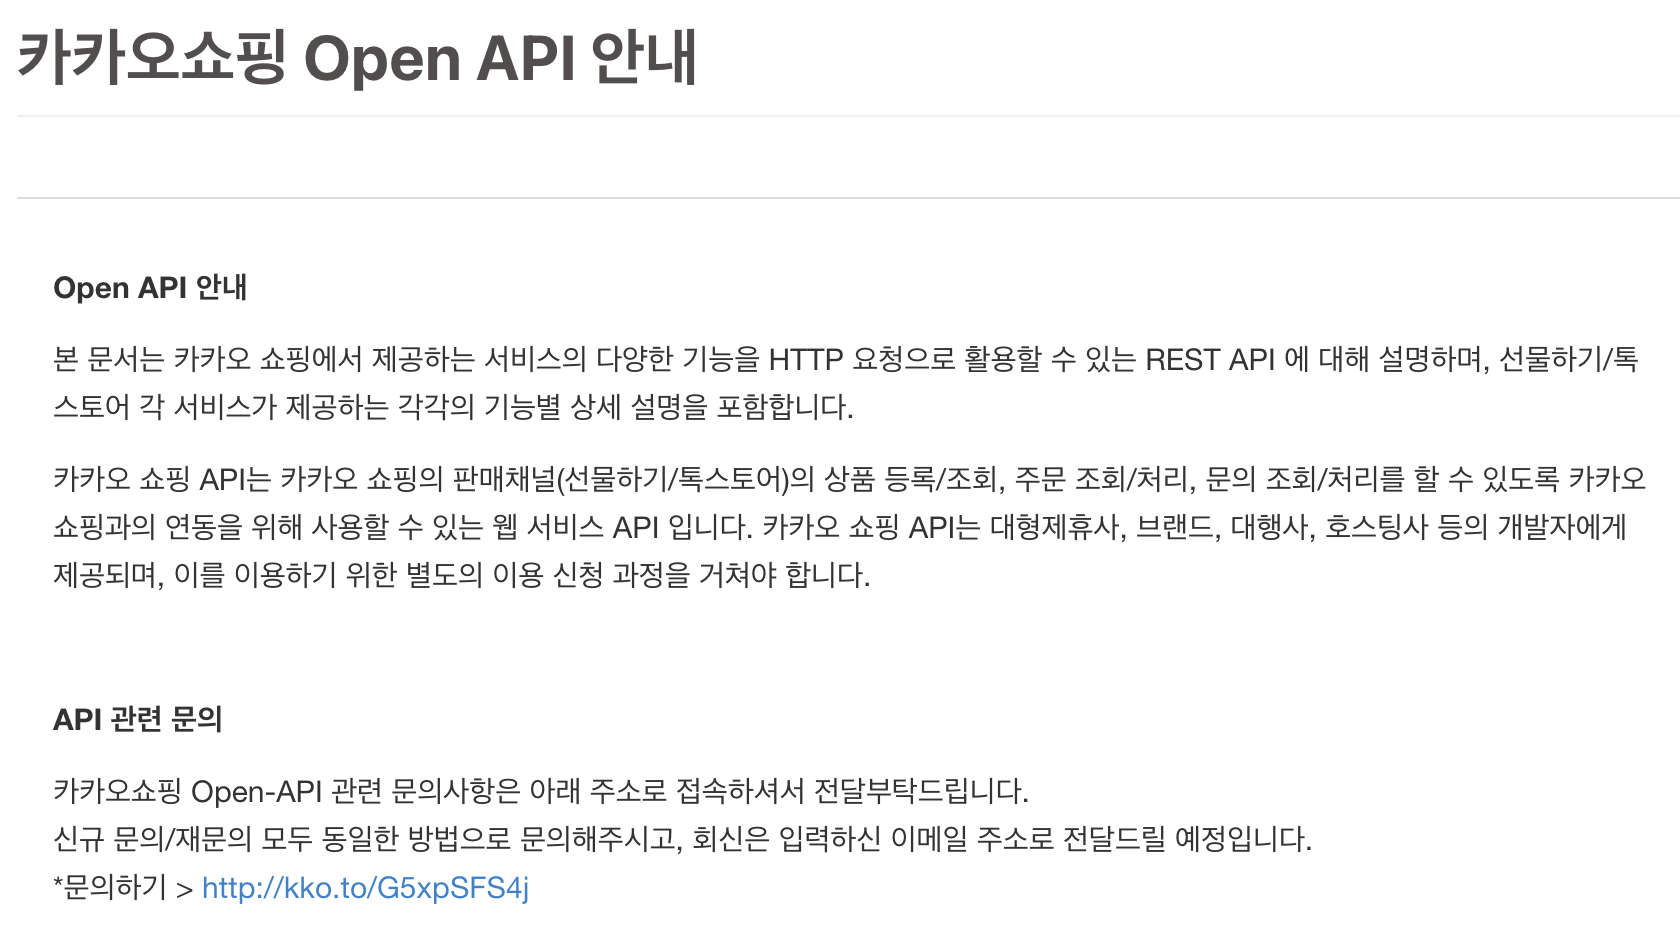 카카오쇼핑 Open API 안내
Open API 안내
본 문서는 카카오 쇼핑에서 제공하는 서비스의 다양한 기능을 HTTP 요청으로 활용할 수 있는 REST API 에 대해 설명하며, 선물하기/톡
스토어 각 서비스가 제공하는 각각의 기능별 상세 설명을 포함합니다.
카카오 쇼핑 API는 카카오 쇼핑의 판매채널(선물하기/톡스토어)의 상품 등록/조회, 주문 조회/처리, 문의 조회/처리를 할 수 있도록 카카오
쇼핑과의 연동을 위해 사용할 수 있는 웹 서비스 API 입니다. 카카오 쇼핑 API는 대형제휴사, 브랜드, 대행사, 호스팅사 등의 개발자에게
제공되며, 이를 이용하기 위한 별도의 이용 신청 과정을 거쳐야 합니다.
API 관련 문의
카카오쇼핑 Open-API 관련 문의사항은 아래 주소로 접속하셔서 전달부탁드립니다.
신규 문의/재문의 모두 동일한 방법으로 문의해주시고, 회신은 입력하신 이메일 주소로 전달드릴 예정입니다.
*문의하기 > http://kko.to/G5xpSFS4j